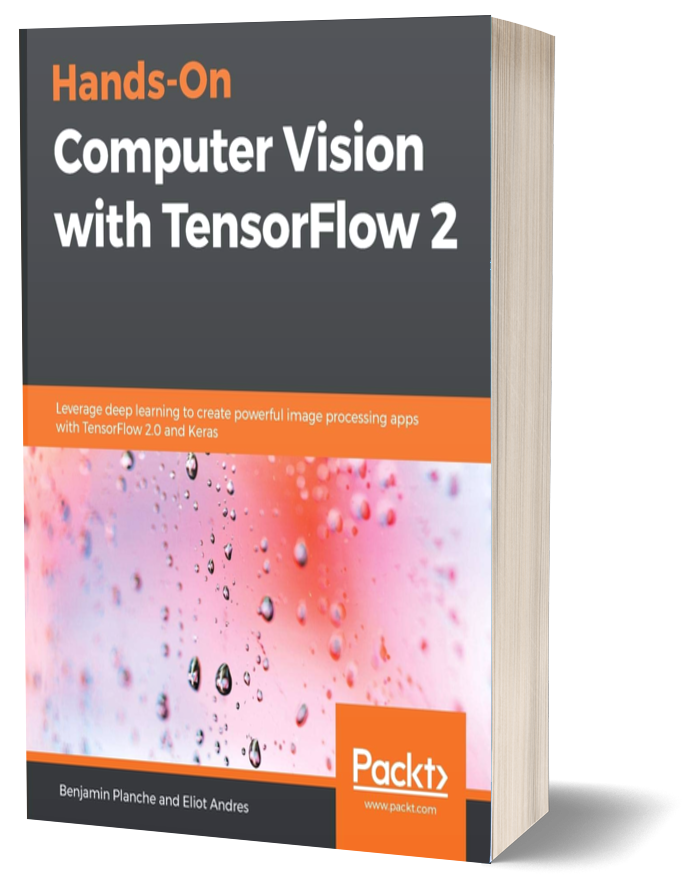 Hands-On
Computer Vision
with TensorFlow 2
Leverage deep learning to create powerful image processing apps
with TensorFlow 2.0 and Keras
Packt>
www.packt.com
Benjamin Planche and Eliot Andres